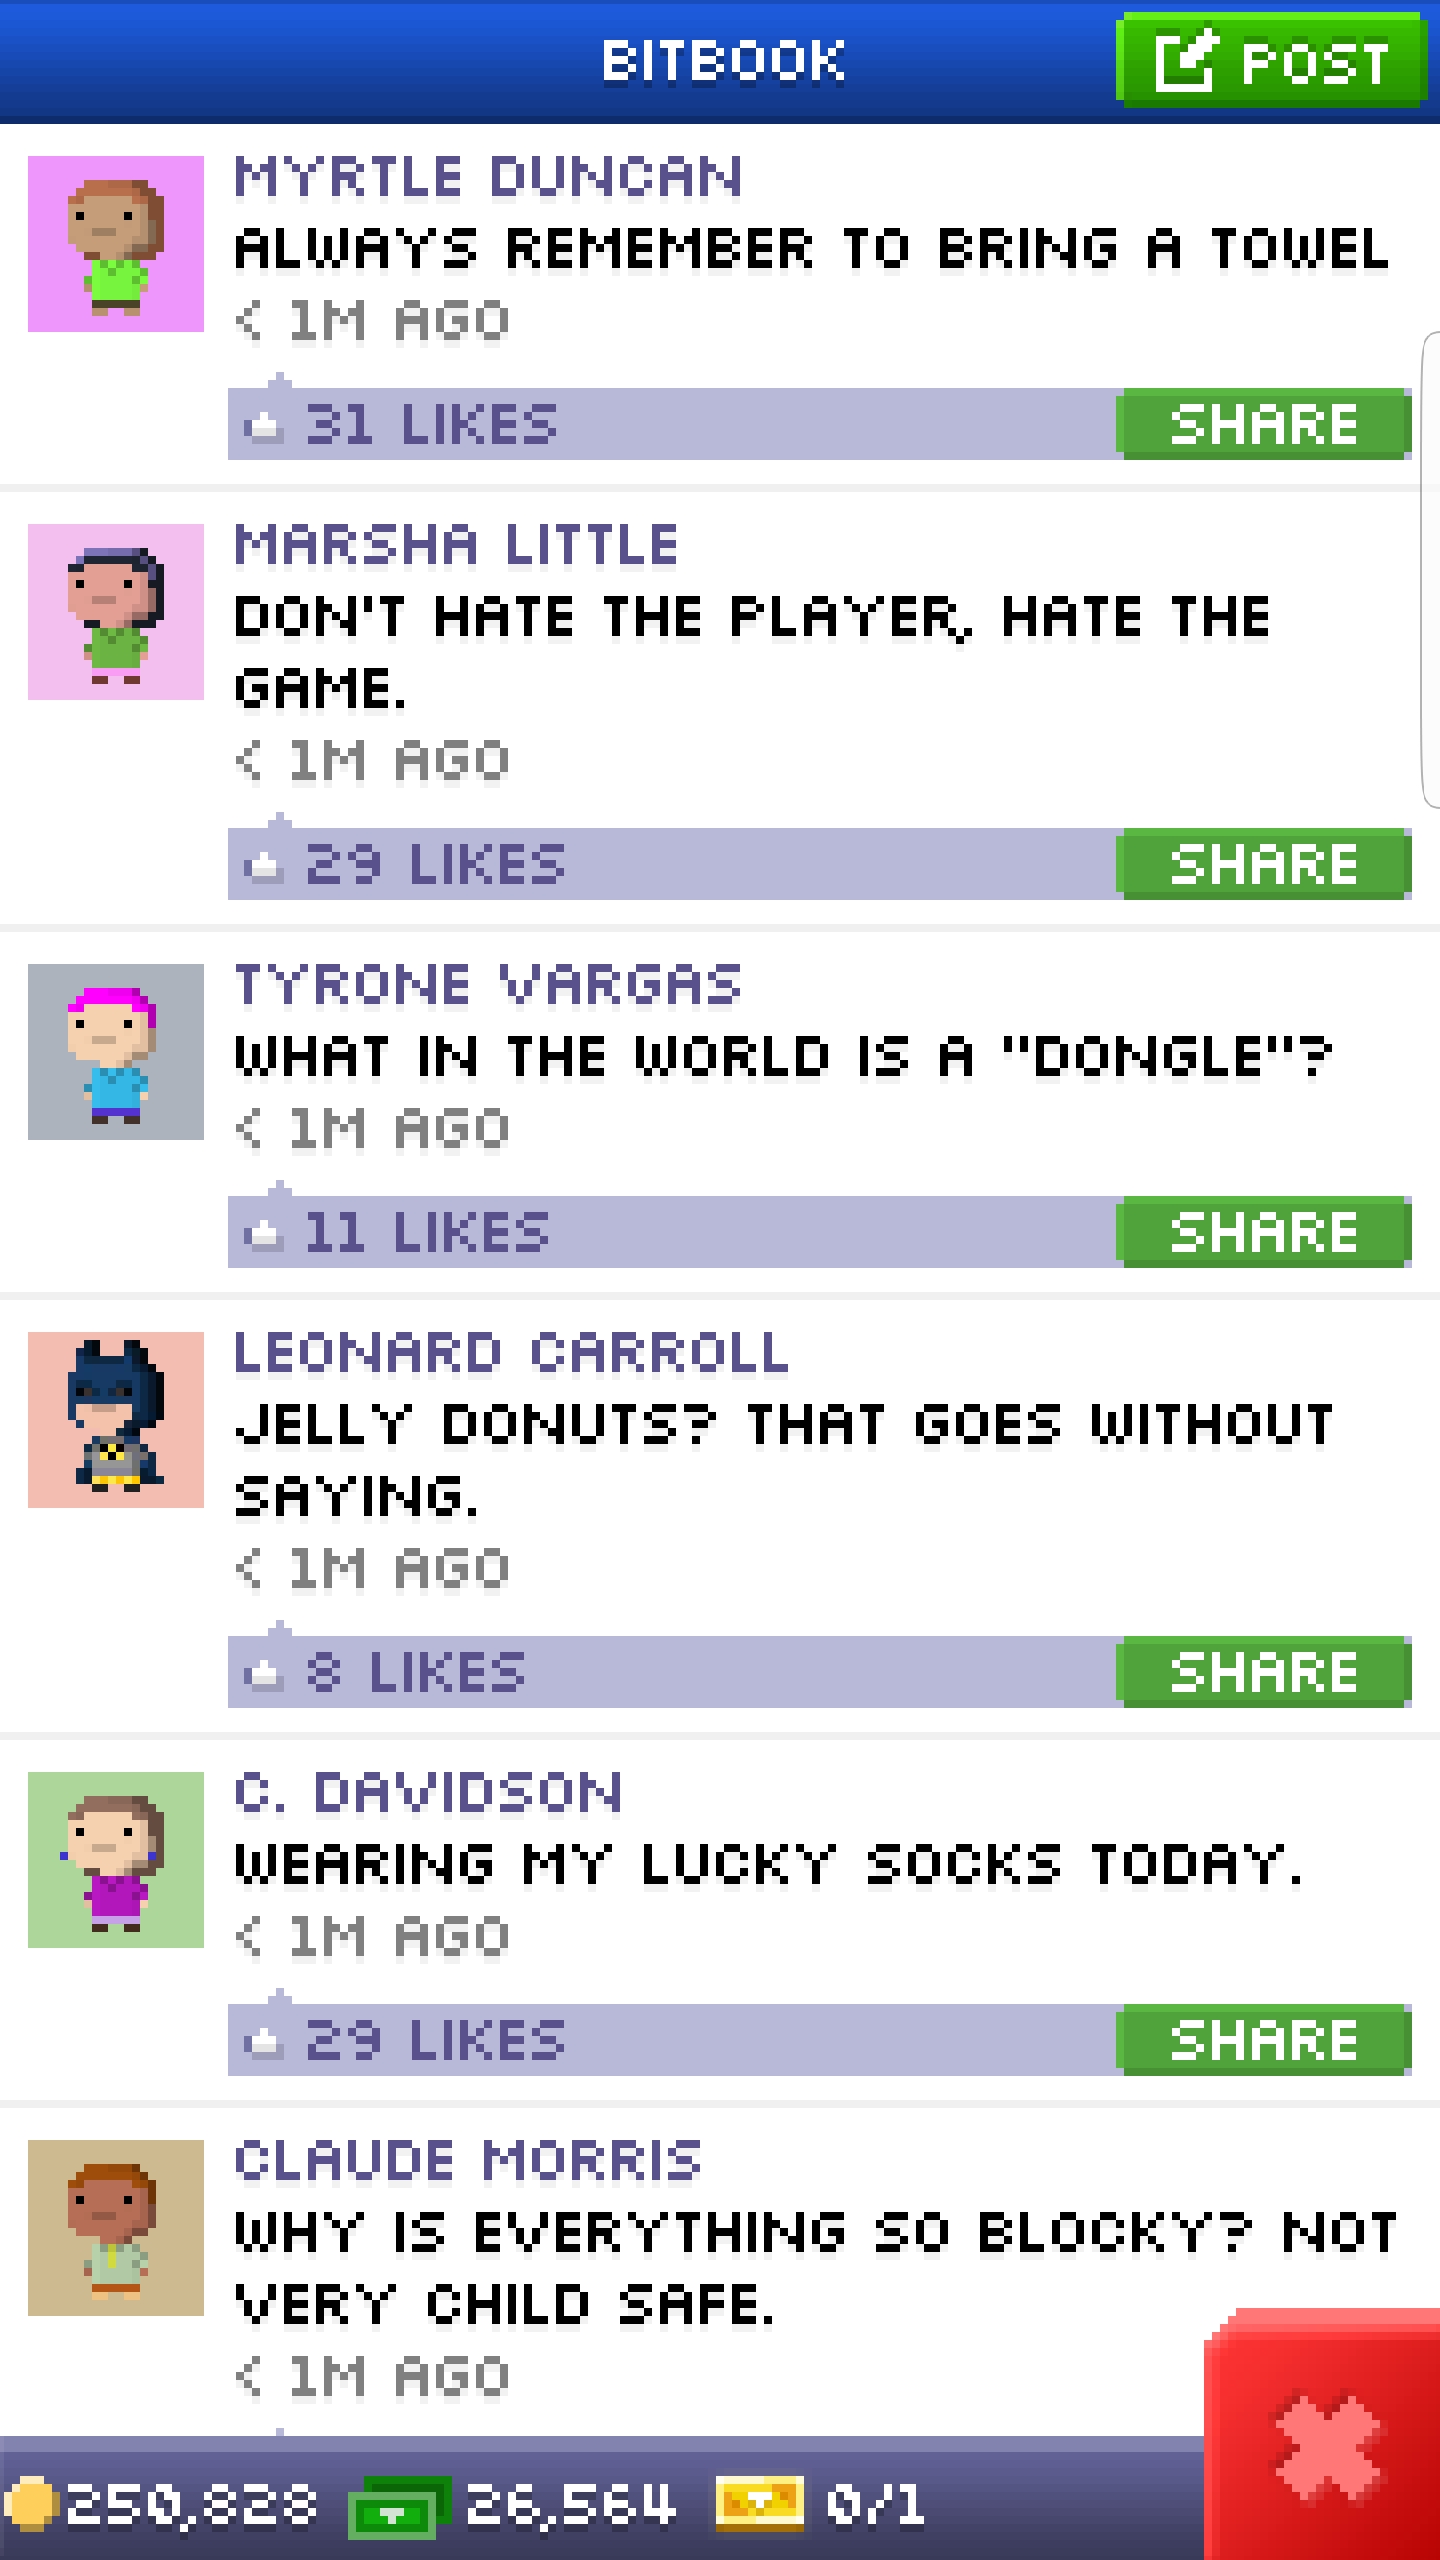 BITBOOK
POST
MYRTLE DUNCAN
ALWAYS REMEMBER TO BRING A TOWEL
< 1M AGO
31 LIKES
SHARE
MARSHA LITTLE
DON'T HATE THE PLAYER, HATE THE
GAME.
< 1M AGO
29 LIKES
SHARE
TYRONE VARGAS
WHAT IN THE WORLD IS A "DONGLE"?
< 1M AGO
11 LIKES
SHARE
LEONARD CARROLL
JELLY DONUTS? THAT GOES WITHOUT
SAYING.
< 1M AGO
8 LIKES
SHARE
C. DAVIDSON
WEARING MY LUCKY SOCKS TODAY.
< 1M AGO
29 LIKES
SHARE
CLAUDE MORRIS
WHY IS EVERYTHING SO BLOCKY? NOT
VERY CHILD SAFE.
< 1M AGO
250,828
26,564
0/1